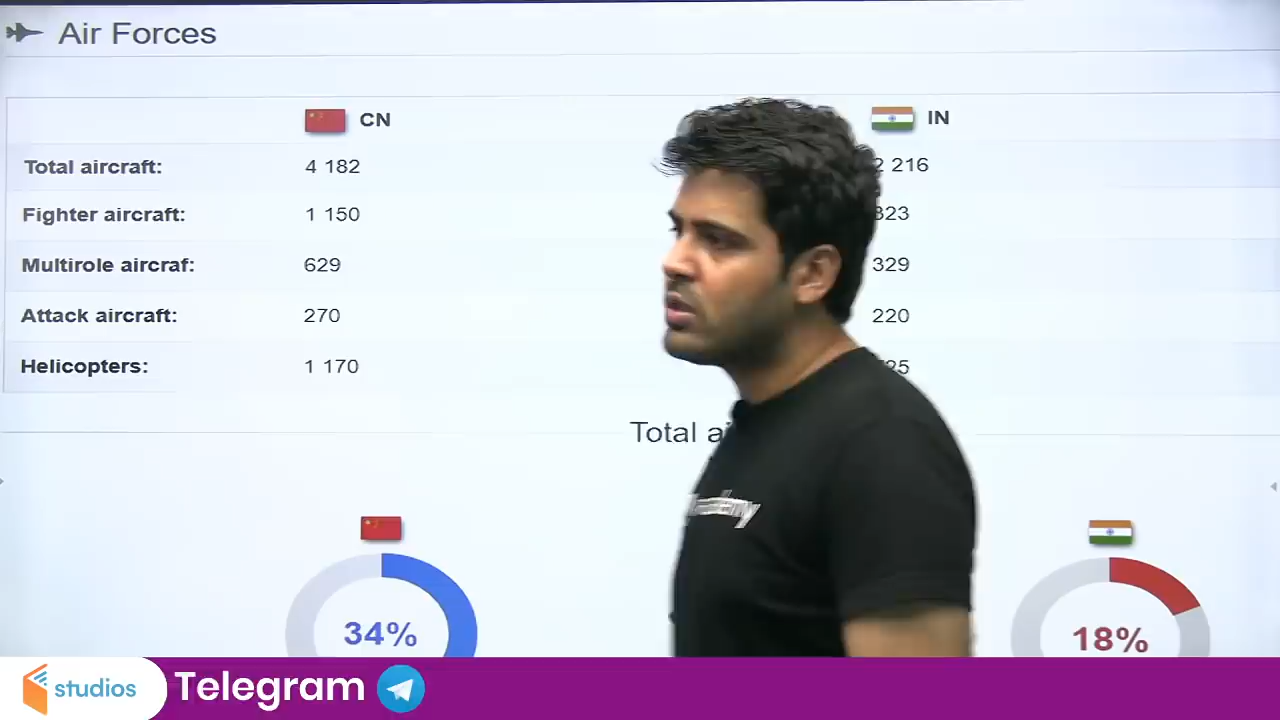 Air Forces
CN IN
Total aircraft: 4 182 2 216
Fighter aircraft: 1 150 323
Multirole aircraf: 629 329
Attack aircraft: 270 220
Helicopters: 1 170
Total
34% 18%
studios Telegram